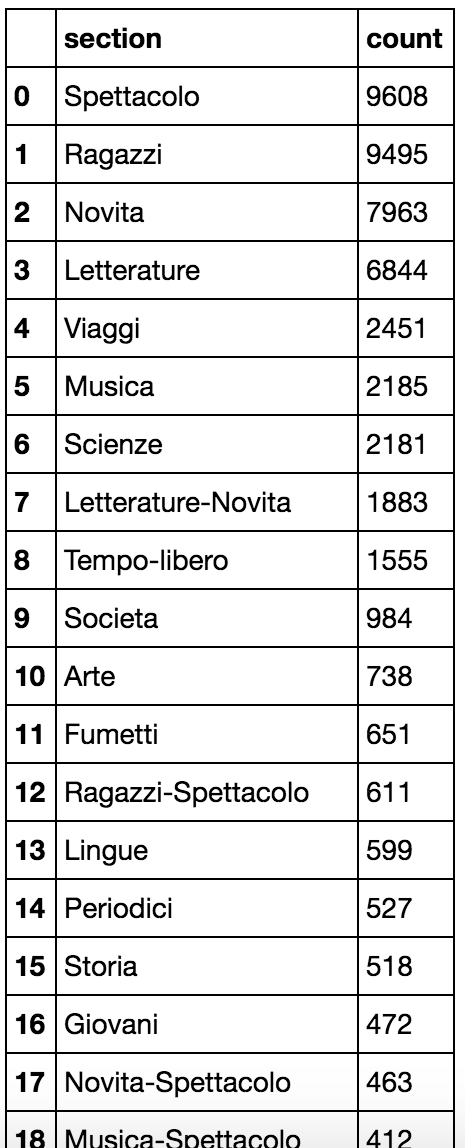 section count
0 Spettacolo 9608
1 Ragazzi 9495
2 Novita 7963
3 Letterature 6844
4 Viaggi 2451
5 Musica 2185
6 Scienze 2181
7 Letterature-Novita 1883
8 Tempo-libero 1555
9 Societa 984
10 Arte 738
11 Fumetti 651
12 Ragazzi-Spettacolo 611
13 Lingue 599
14 Periodici 527
15 Storia 518
16 Giovani 472
17 Novita-Spettacolo 463
18 Musica-Spettacolo 412